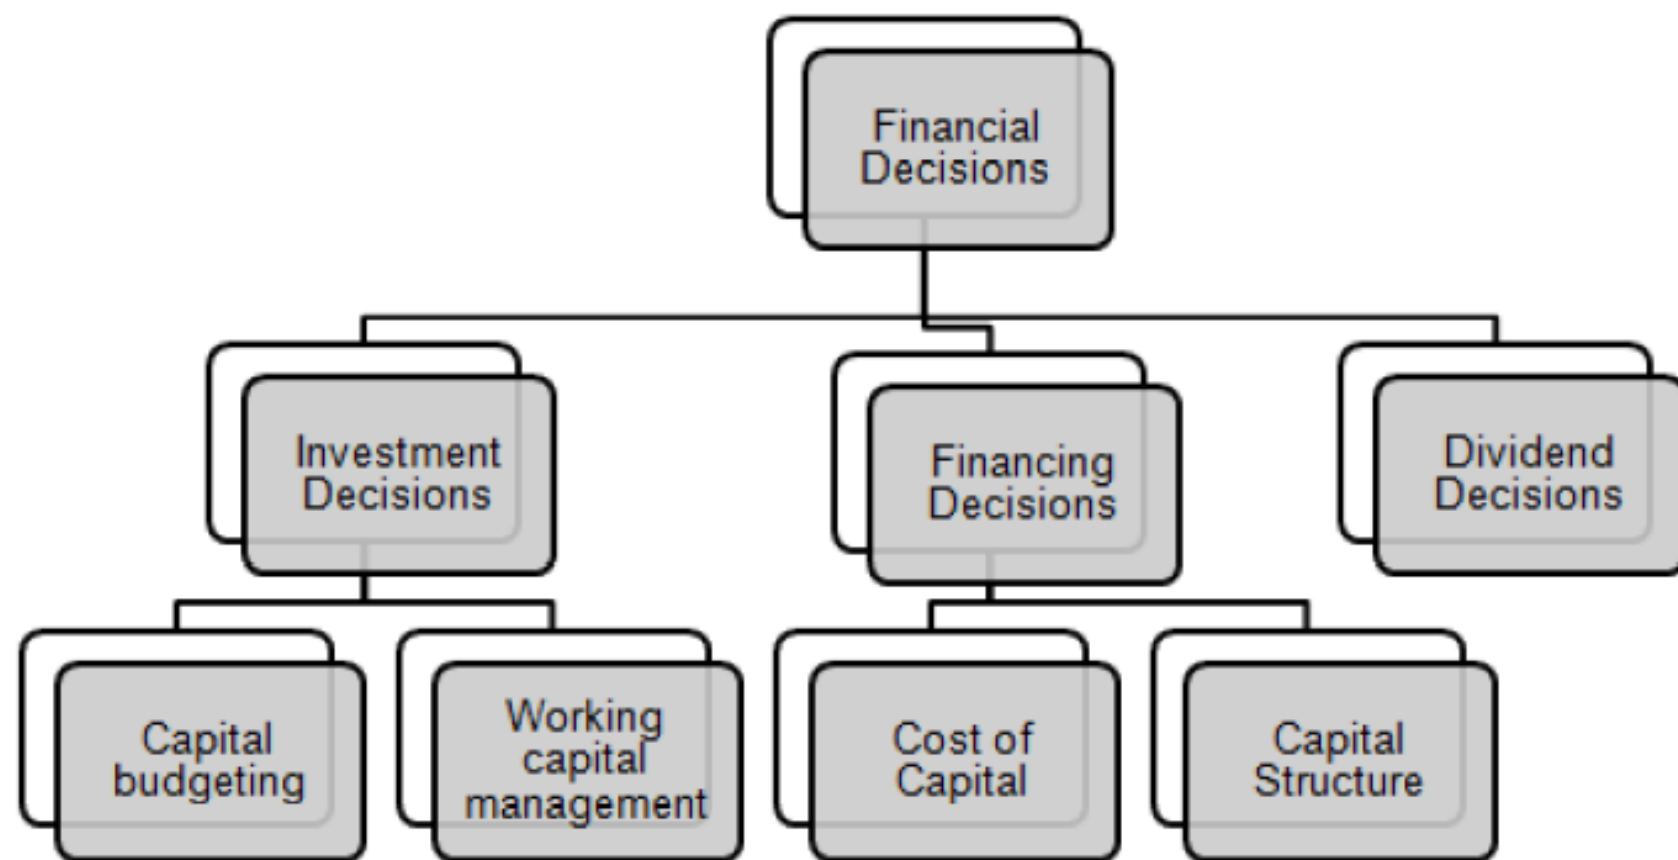 Financial
Decisions
Investment
Decisions
Financing
Decisions
Dividend
Decisions
Capital
budgeting
Working
capital
management
Cost of
Capital
Capital
Structure